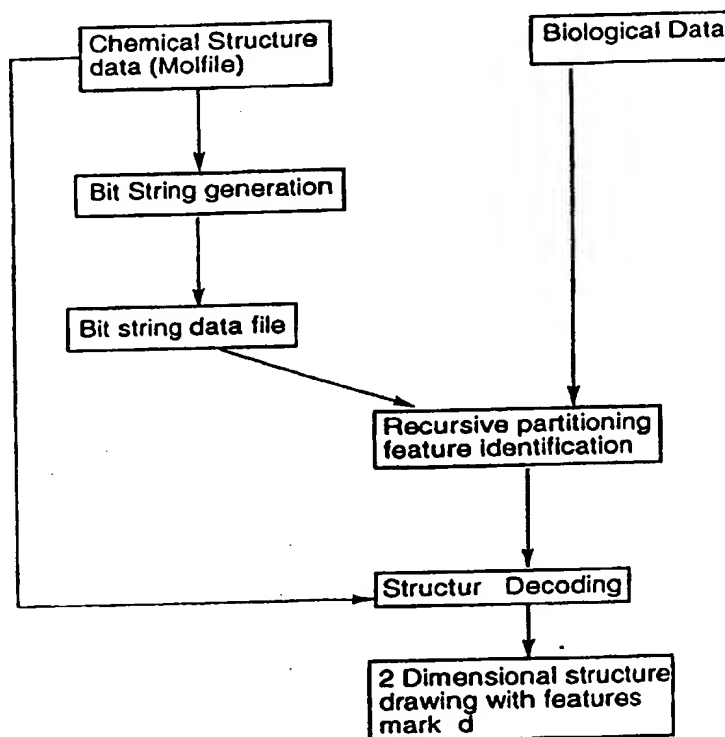 Chemical Structure
data (Molfile)
Biological Data
Bit String generation
Bit string data file
Recursive partitioning
feature identification
Structur Decoding
2 Dimensional structure
drawing with features
mark d